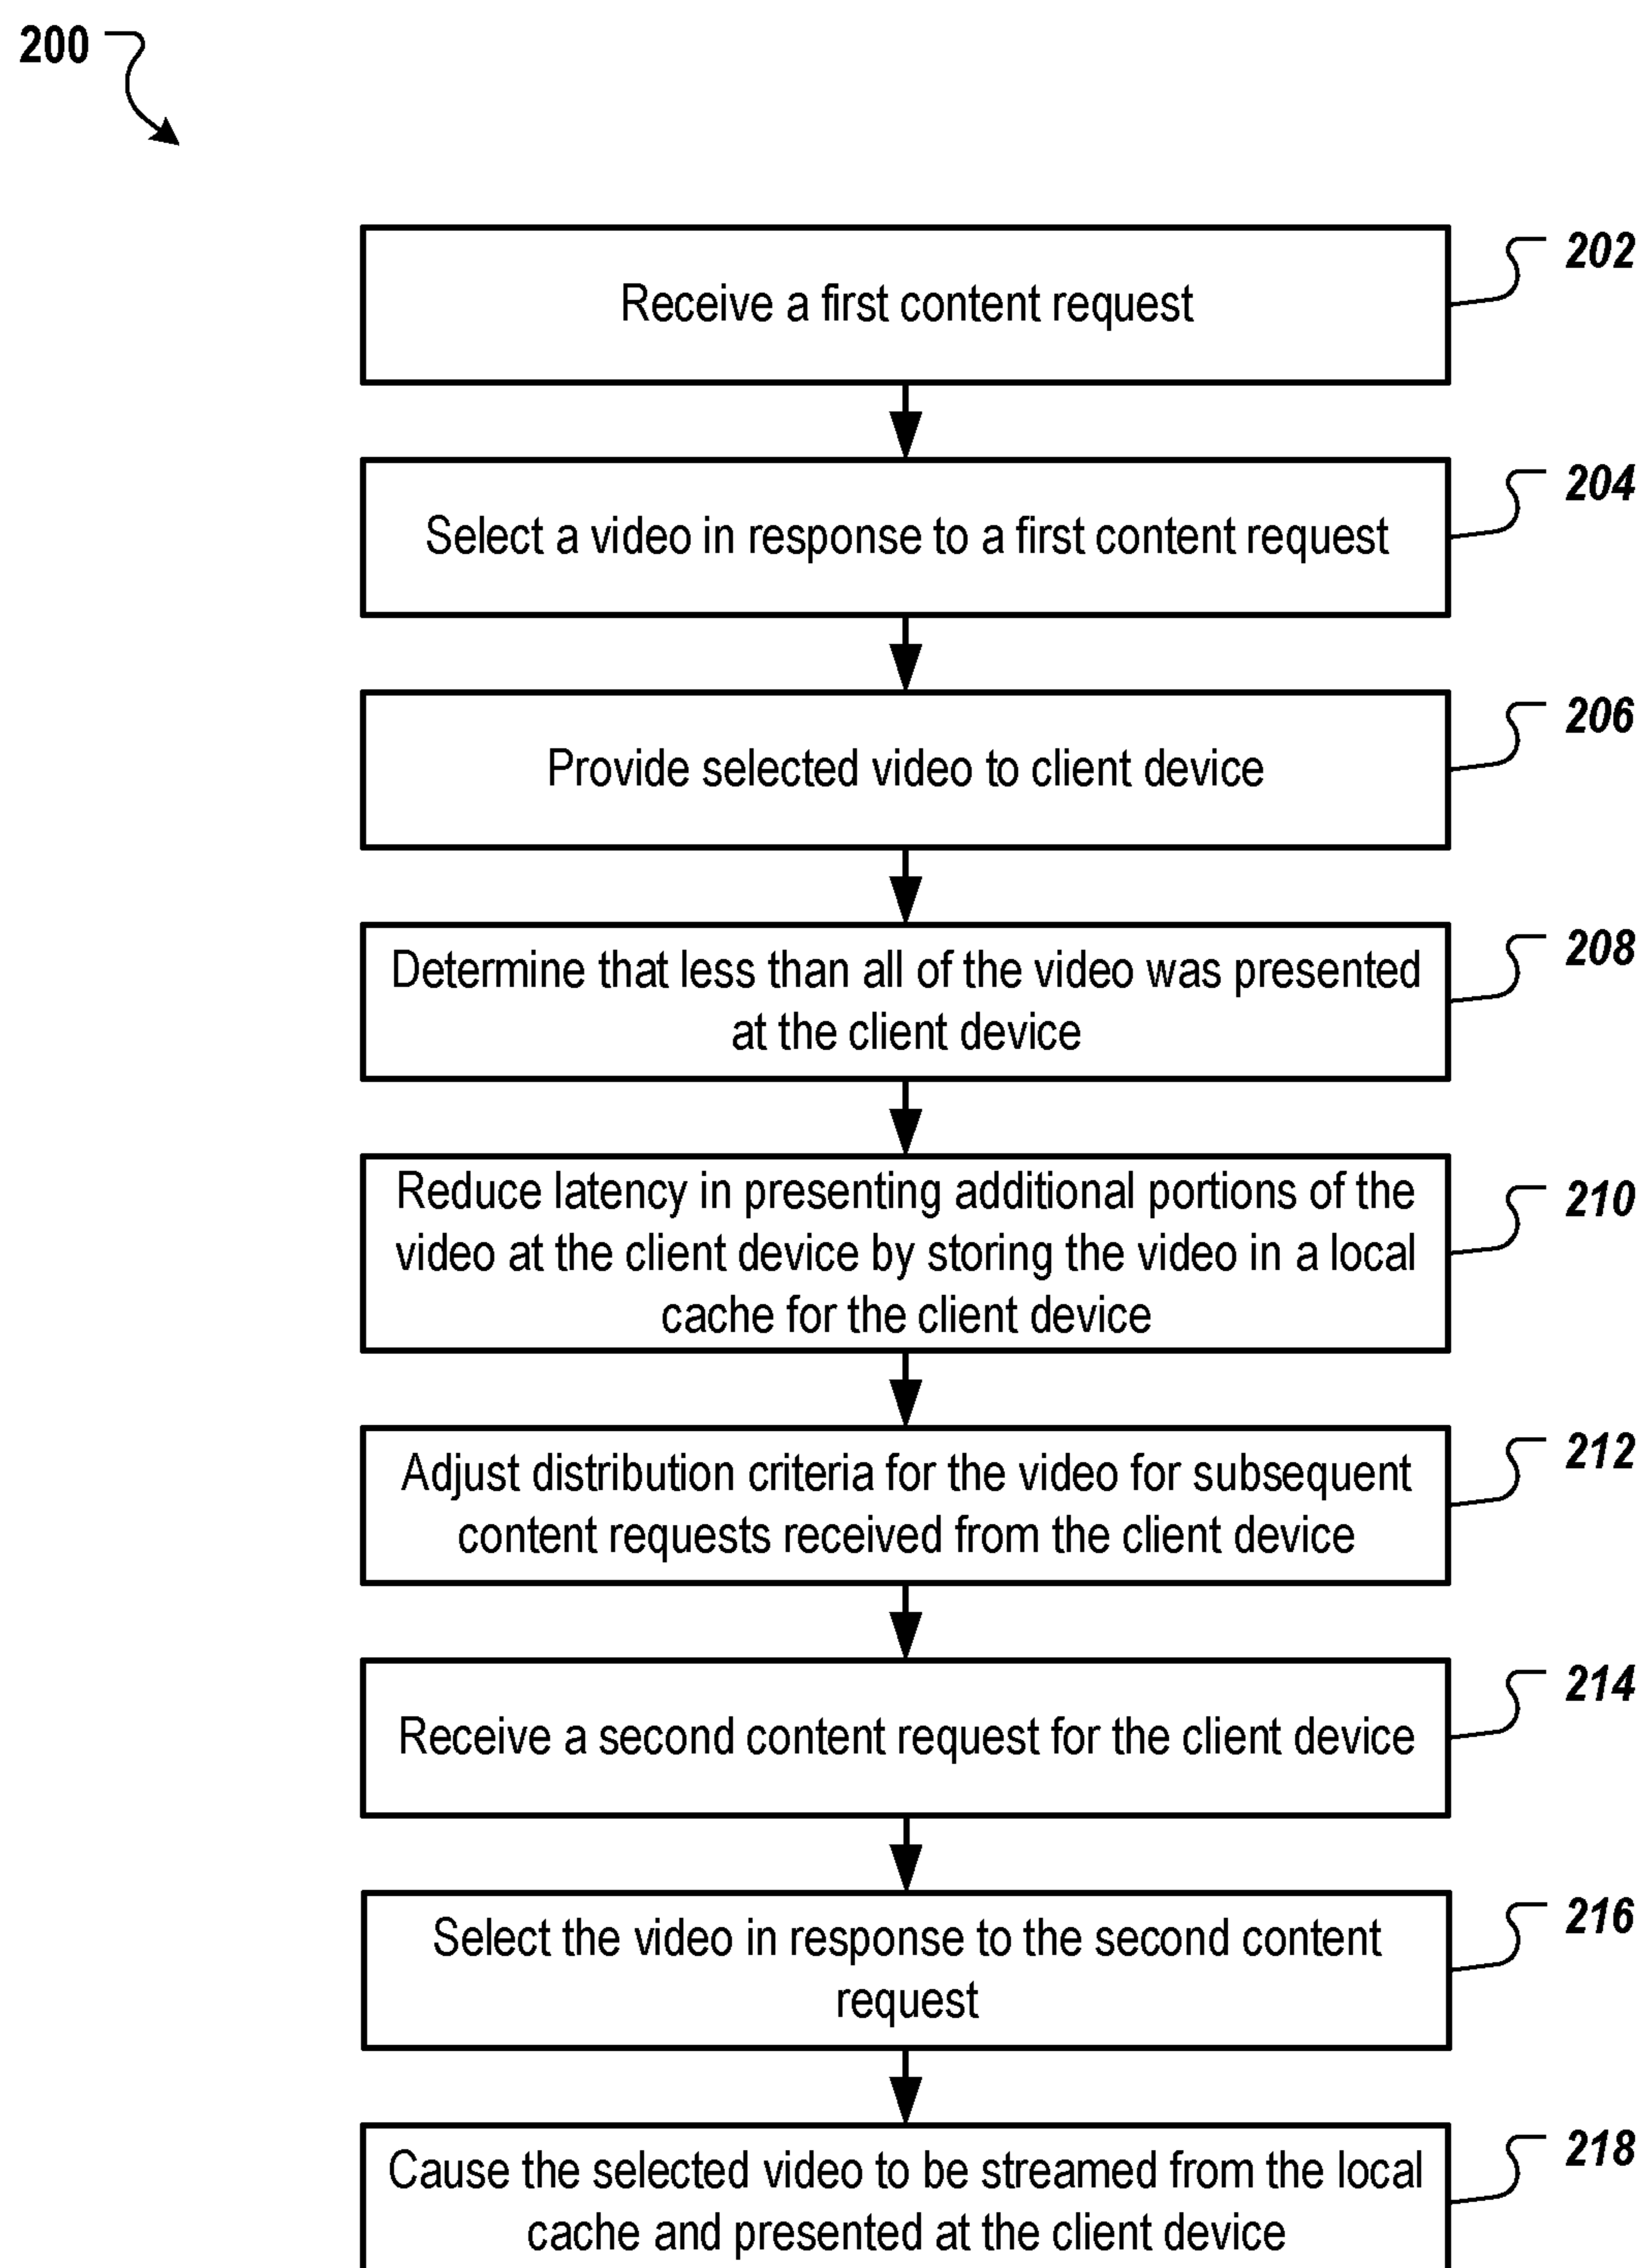 200
Receive a first content request
202
Select a video in response to a first content request
204
Provide selected video to client device
206
Determine that less than all of the video was presented
at the client device
208
Reduce latency in presenting additional portions of the
video at the client device by storing the video in a local
cache for the client device
210
Adjust distribution criteria for the video for subsequent
content requests received from the client device
212
Receive a second content request for the client device
214
Select the video in response to the second content
request
216
Cause the selected video to be streamed from the local
cache and presented at the client device
218